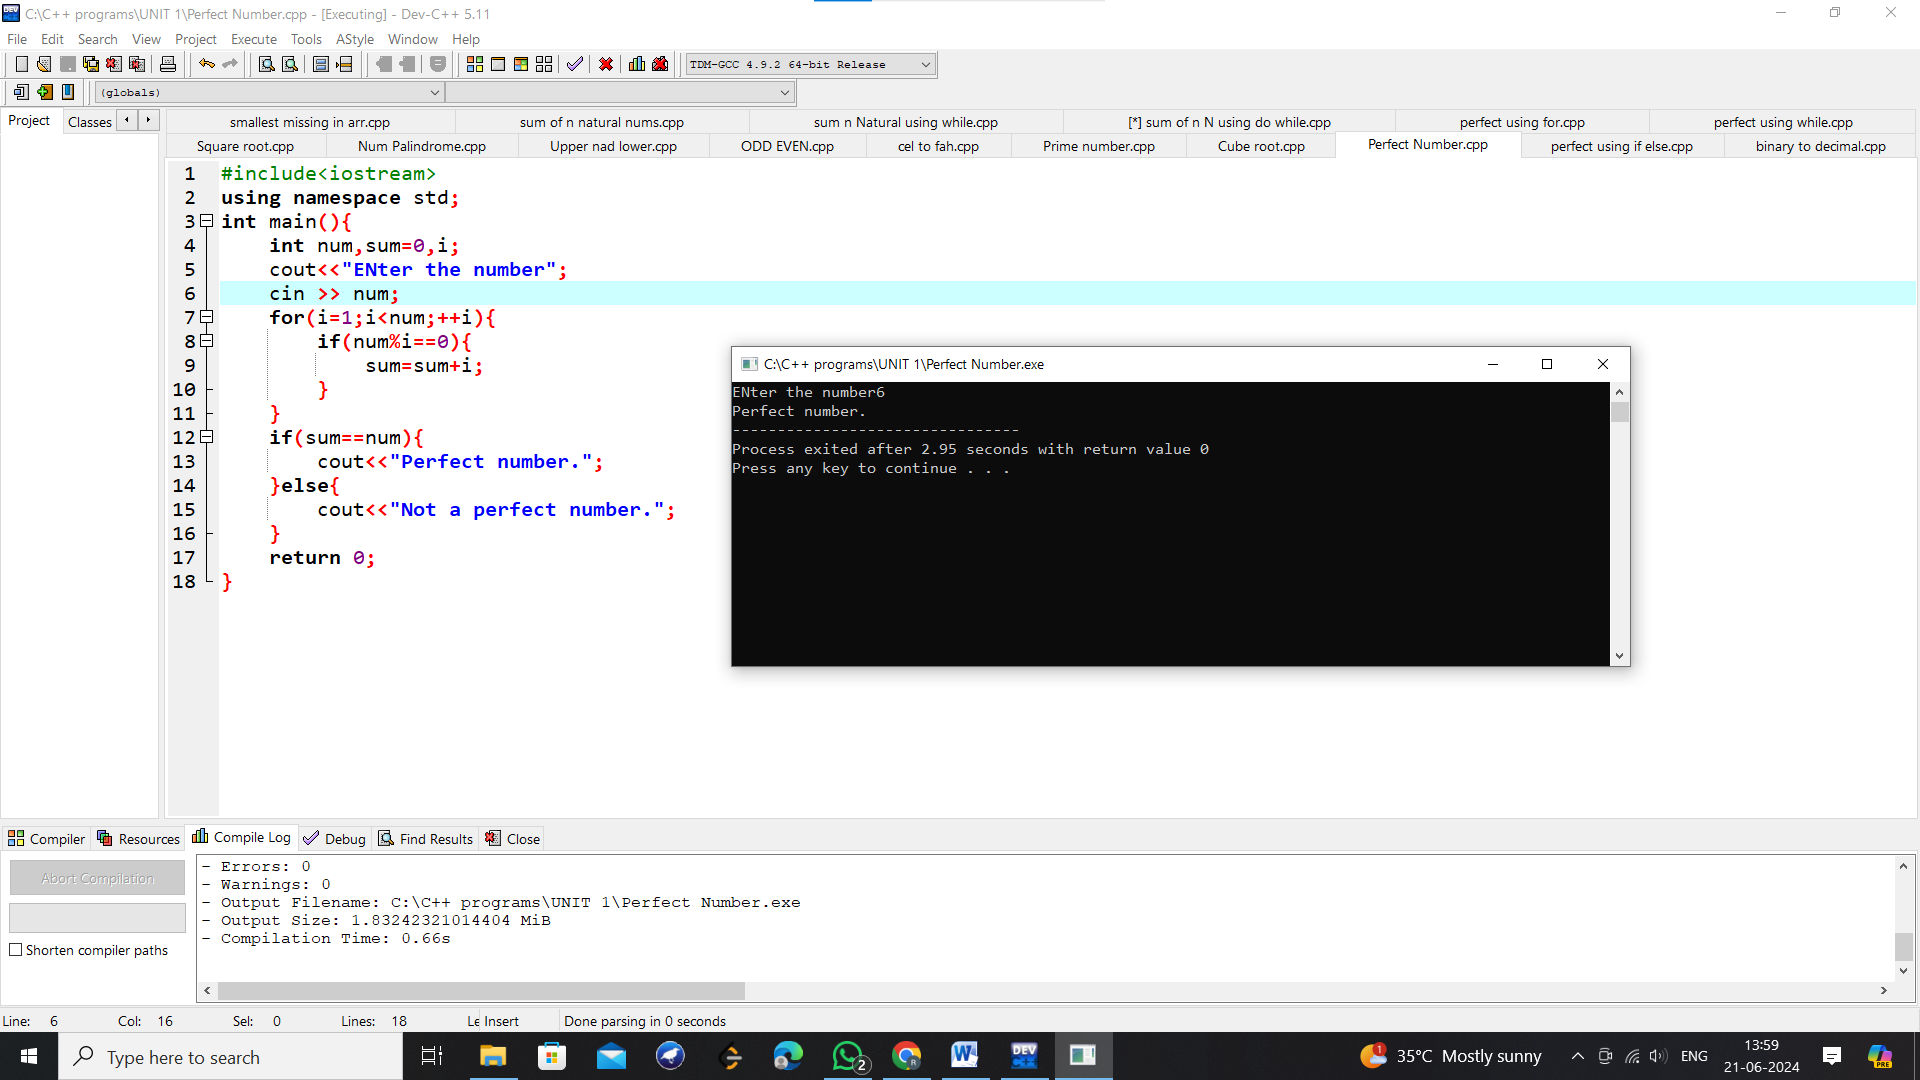 C:\C++ programs\UNIT 1\Perfect Number.cpp - [Executing] - Dev-C++ 5.11
File Edit Search View Project Execute Tools AStyle Window Help
TDM-GCC 4.9.2 64-bit Release
(globals)
Project Classes
smallest missing in arr.cpp sum of n natural nums.cpp sum n Natural using while.cpp [*] sum of n N using do while.cpp perfect using for.cpp perfect using while.cpp
Square root.cpp Num Palindrome.cpp Upper nad lower.cpp ODD EVEN.cpp cel to fah.cpp Prime number.cpp Cube root.cpp Perfect Number.cpp perfect using if else.cpp binary to decimal.cpp
1 #include<iostream>
2 using namespace std;
3 int main(){
4 int num,sum=0,i;
5 cout<<"ENter the number";
6 cin >> num;
7 for(i=1;i<num;++i){
8 if(num%i==0){
9 sum=sum+i;
10 }
11 }
12 if(sum==num){
13 cout<<"Perfect number.";
14 }else{
15 cout<<"Not a perfect number.";
16 }
17 return 0;
18 }
C:\C++ programs\UNIT 1\Perfect Number.exe
ENter the number6
Perfect number.
--------------------------------
Process exited after 2.95 seconds with return value 0
Press any key to continue . . .
Compiler Resources Compile Log Debug Find Results Close
Abort Compilation
Shorten compiler paths
- Errors: 0
- Warnings: 0
- Output Filename: C:\C++ programs\UNIT 1\Perfect Number.exe
- Output Size: 1.83242321014404 MiB
- Compilation Time: 0.66s
Line: 6 Col: 16 Sel: 0 Lines: 18 Le Insert Done parsing in 0 seconds
Type here to search
DEV
2
1
35°C Mostly sunny
ENG
13:59
21-06-2024
PRE